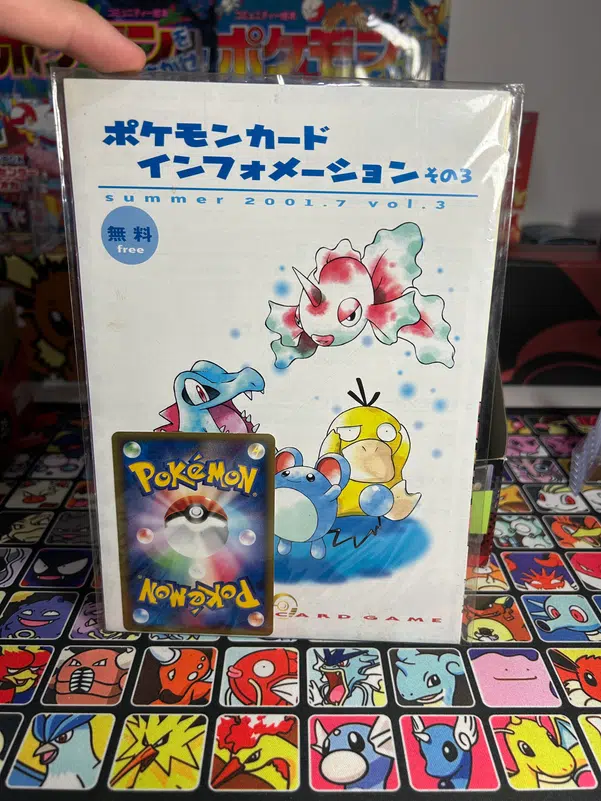 ポケモンカード
インフォメーション その3
summer 2001.7 vol.3
無料
free
POKéMON
POKéMON
CARD GAME